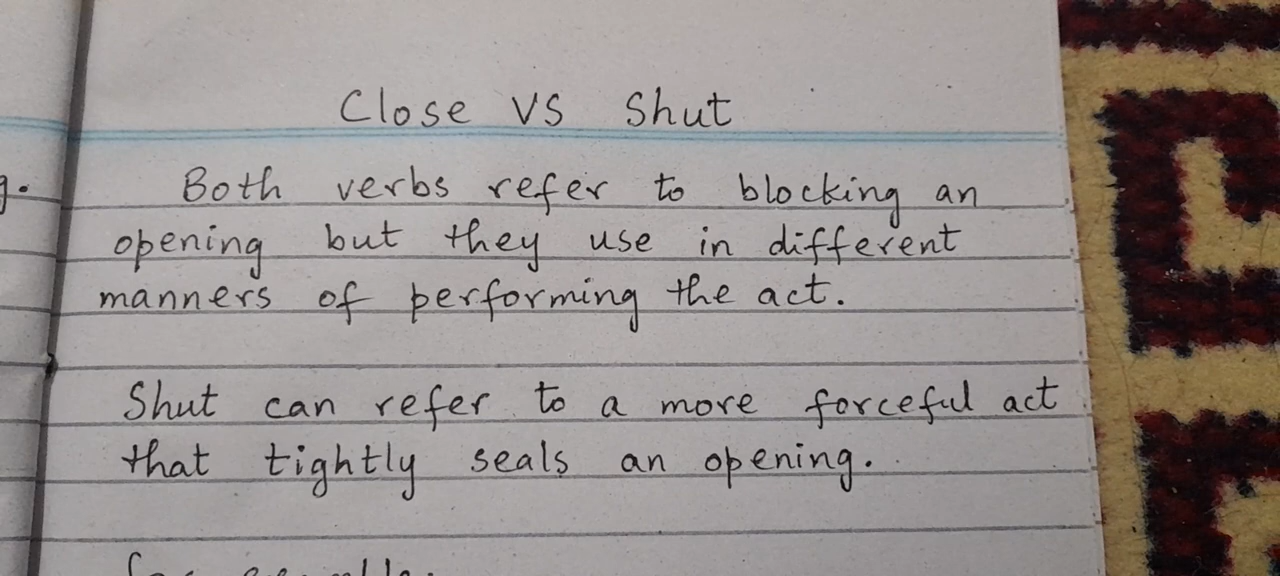 Close VS Shut
g.
Both verbs refer to blocking an
opening but they use in different
manners of performing the act.
Shut can refer to a more forceful act
that tightly seals an opening.